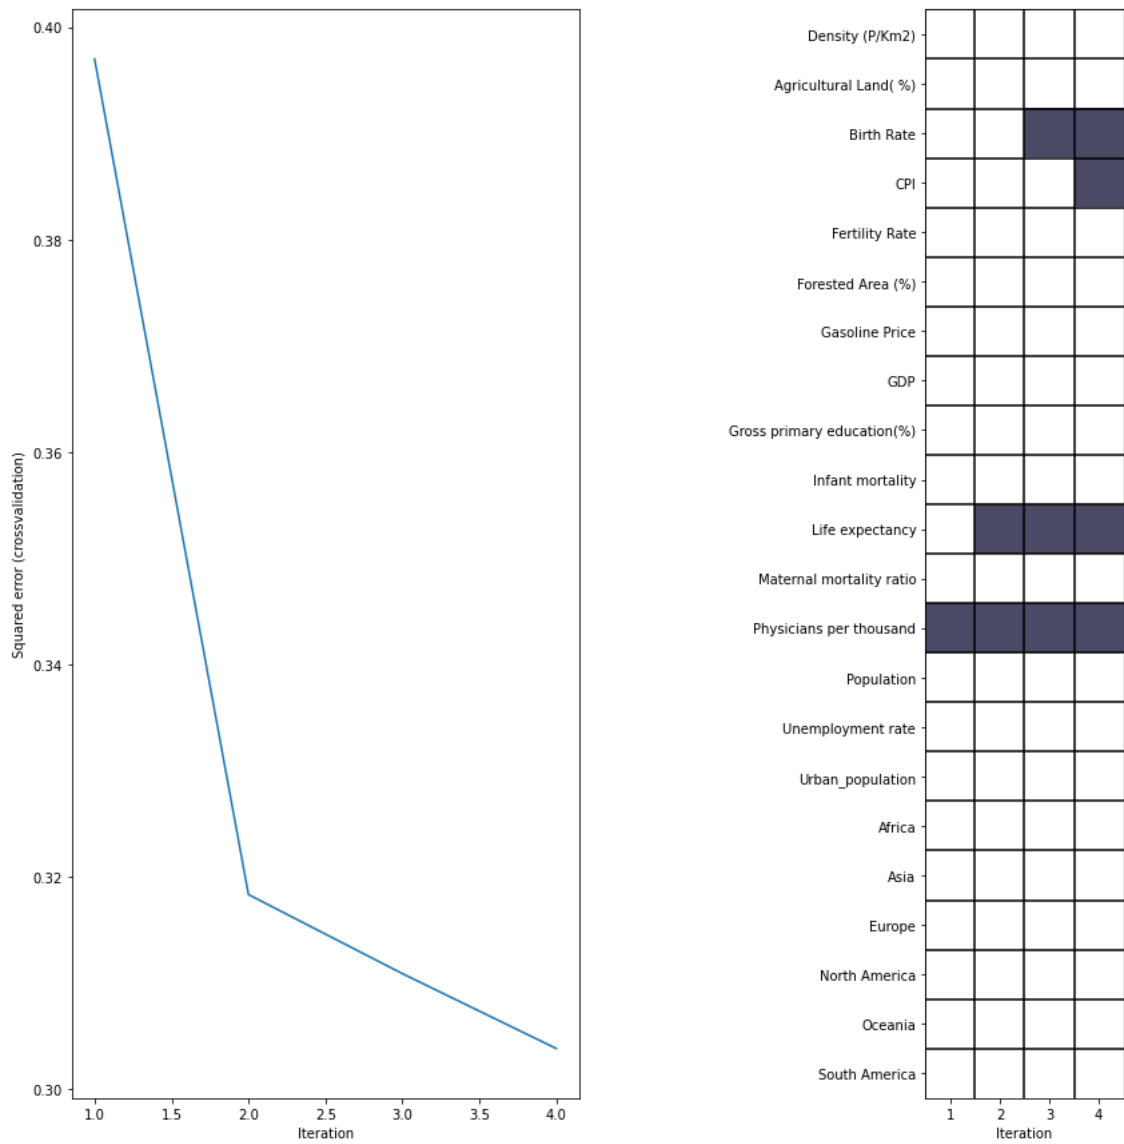 0.40
0.38
0.36
0.34
0.32
0.30
Squared error (crossvalidation)
1.0 1.5 2.0 2.5 3.0 3.5 4.0
Iteration
Density (P/Km2)
Agricultural Land( %)
Birth Rate
CPI
Fertility Rate
Forested Area (%)
Gasoline Price
GDP
Gross primary education(%)
Infant mortality
Life expectancy
Maternal mortality ratio
Physicians per thousand
Population
Unemployment rate
Urban_population
Africa
Asia
Europe
North America
Oceania
South America
1 2 3 4
Iteration